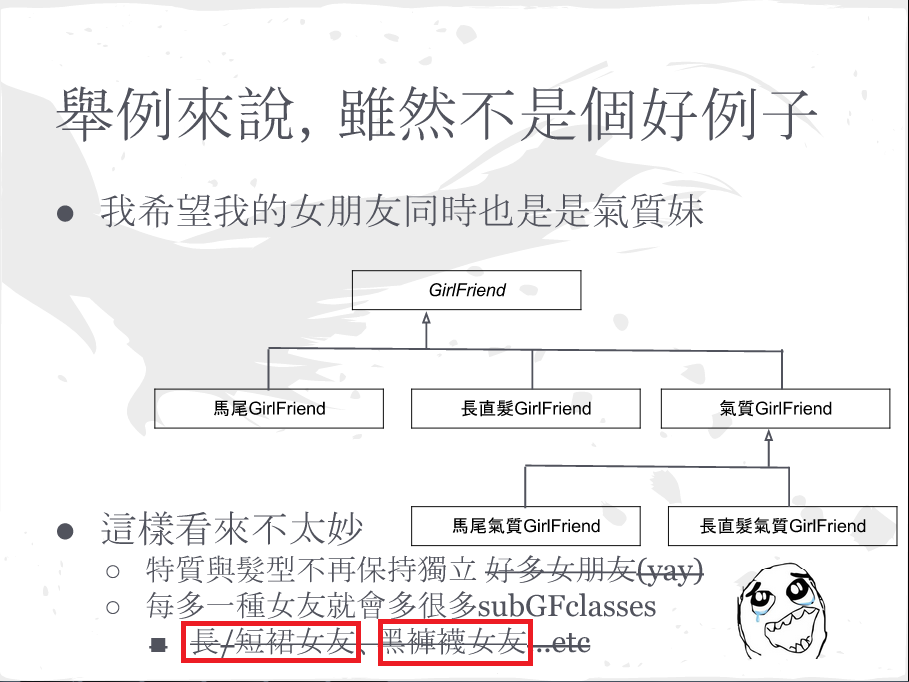 舉例來說, 雖然不是個好例子
● 我希望我的女朋友同時也是是氣質妹
GirlFriend
馬尾GirlFriend
長直髮GirlFriend
氣質GirlFriend
馬尾氣質GirlFriend
長直髮氣質GirlFriend
● 這樣看來不太妙
○ 特質與髮型不再保持獨立 好多女朋友(yay)
○ 每多一種女友就會多很多subGFclasses
■ 長/短裙女友、黑褲襪女友...etc